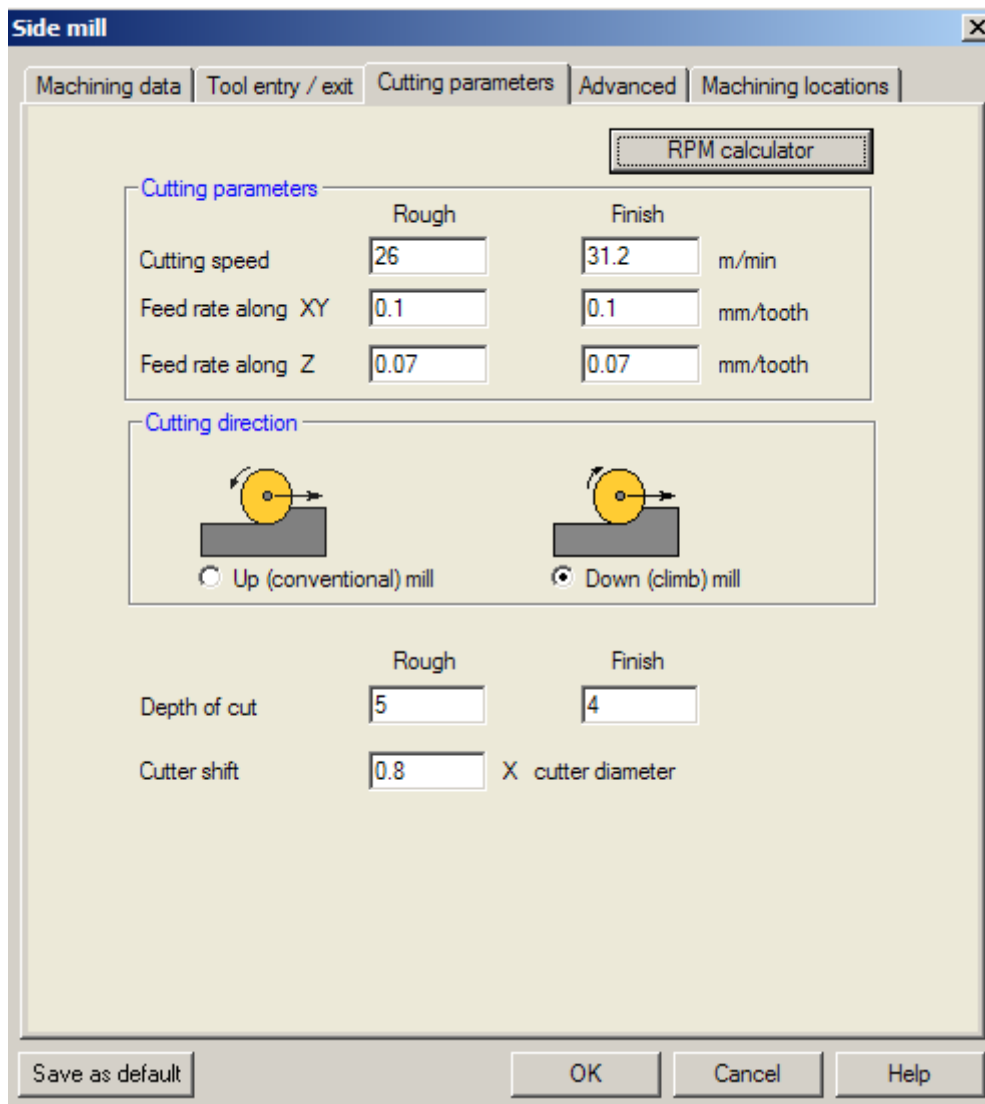 Side mill
Machining data Tool entry / exit Cutting parameters Advanced Machining locations
RPM calculator
Cutting parameters
Rough Finish
Cutting speed 26 31.2 m/min
Feed rate along XY 0.1 0.1 mm/tooth
Feed rate along Z 0.07 0.07 mm/tooth
Cutting direction
Up (conventional) mill Down (climb) mill
Rough Finish
Depth of cut 5 4
Cutter shift 0.8 X cutter diameter
Save as default OK Cancel Help